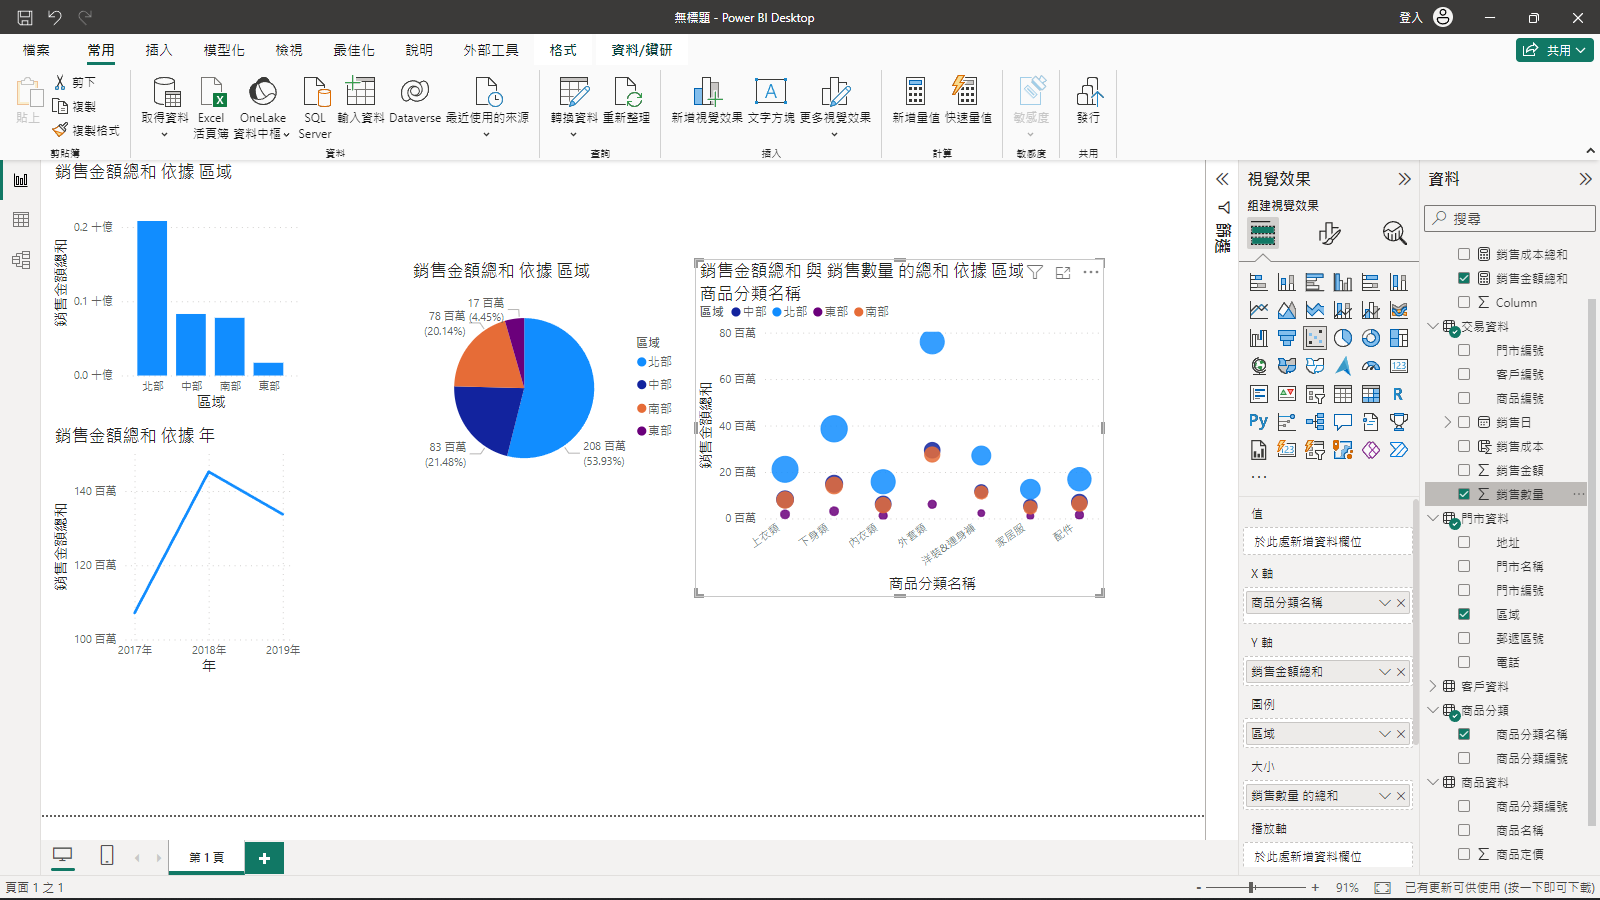 無標題 - Power BI Desktop
登入
檔案 常用 插入 模型化 檢視 最佳化 說明 外部工具 格式 資料/鑽研
共用
貼上
剪下
複製
複製格式
剪貼簿
取得資料
Excel 活頁簿
OneLake 資料中樞
SQL Server
輸入資料
Dataverse
最近使用的來源
資料
轉換資料
重新整理
查詢
新增視覺效果
文字方塊
更多視覺效果
插入
新增量值
快速量值
計算
敏感度
敏感度
發行
共用
銷售金額總和 依據 區域
0.2 十億
0.1 十億
0.0 十億
銷售金額總和
北部 中部 南部 東部
區域
銷售金額總和 依據 年
140 百萬
120 百萬
100 百萬
銷售金額總和
2017年 2018年 2019年
年
銷售金額總和 依據 區域
17 百萬
(4.45%)
78 百萬
(20.14%)
83 百萬
(21.48%)
208 百萬
(53.93%)
區域
北部
中部
南部
東部
銷售金額總和 與 銷售數量 的總和 依據 區域
商品分類名稱
區域 中部 北部 東部 南部
80 百萬
60 百萬
40 百萬
20 百萬
0 百萬
銷售金額總和
上衣類 下身類 內衣類 外套類 洋裝&連身褲 家居服 配件
商品分類名稱
篩選
視覺效果
組建視覺效果
123
R
Py
123
值
於此處新增資料欄位
X 軸
商品分類名稱
Y 軸
銷售金額總和
圖例
區域
大小
銷售數量 的總和
播放軸
於此處新增資料欄位
資料
搜尋
銷售成本總和
銷售金額總和
Column
交易資料
門市編號
客戶編號
商品編號
銷售日
銷售成本
銷售金額
銷售數量
門市資料
地址
門市名稱
門市編號
區域
郵遞區號
電話
客戶資料
商品分類
商品分類名稱
商品分類編號
商品資料
商品分類編號
商品名稱
商品定價
第 1 頁
頁面 1 之 1
- + 91%
已有更新可供使用 (按一下即可下載)